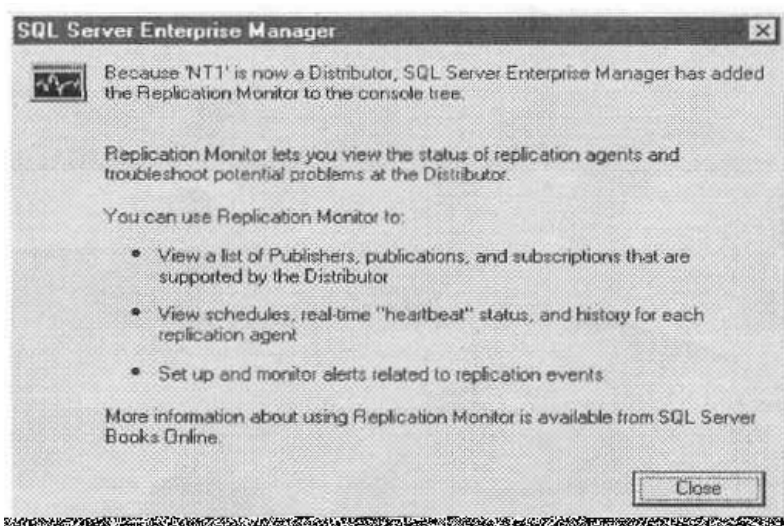 SQL Server Enterprise Manager
Because 'NT1' is now a Distributor, SQL Server Enterprise Manager has added
the Replication Monitor to the console tree.
Replication Monitor lets you view the status of replication agents and
troubleshoot potential problems at the Distributor.
You can use Replication Monitor to:
• View a list of Publishers, publications, and subscriptions that are
supported by the Distributor
• View schedules, real-time "heartbeat" status, and history for each
replication agent
• Set up and monitor alerts related to replication events
More information about using Replication Monitor is available from SQL Server
Books Online.
Close